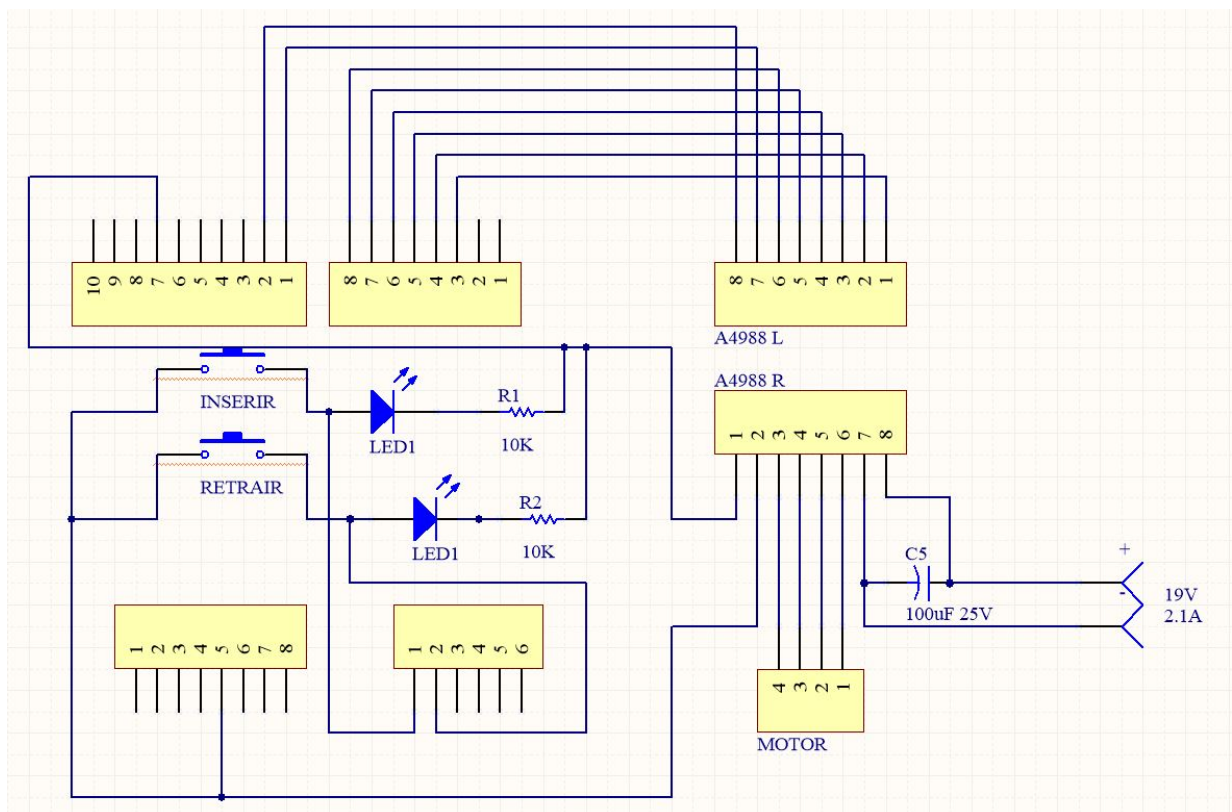 10 9 8 7 6 5 4 3 2 1
8 7 6 5 4 3 2 1
8 7 6 5 4 3 2 1
A4988 L
A4988 R
1 2 3 4 5 6 7 8
INSERIR
R1
LED1
10K
RETRAIR
R2
LED1
10K
C5
100uF 25V
+
-
19V
2.1A
1 2 3 4 5 6 7 8
1 2 3 4 5 6
4 3 2 1
MOTOR